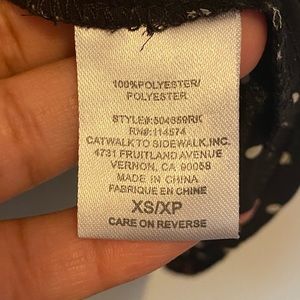 100%POLYESTER/
POLYESTER
STYLE#:504359RK
RN#:114574
CATWALK TO SIDEWALK,INC.
4731 FRUITLAND AVENUE
VERNON, CA 90058
MADE IN CHINA
FABRIQUE EN CHINE
XS/XP
CARE ON REVERSE